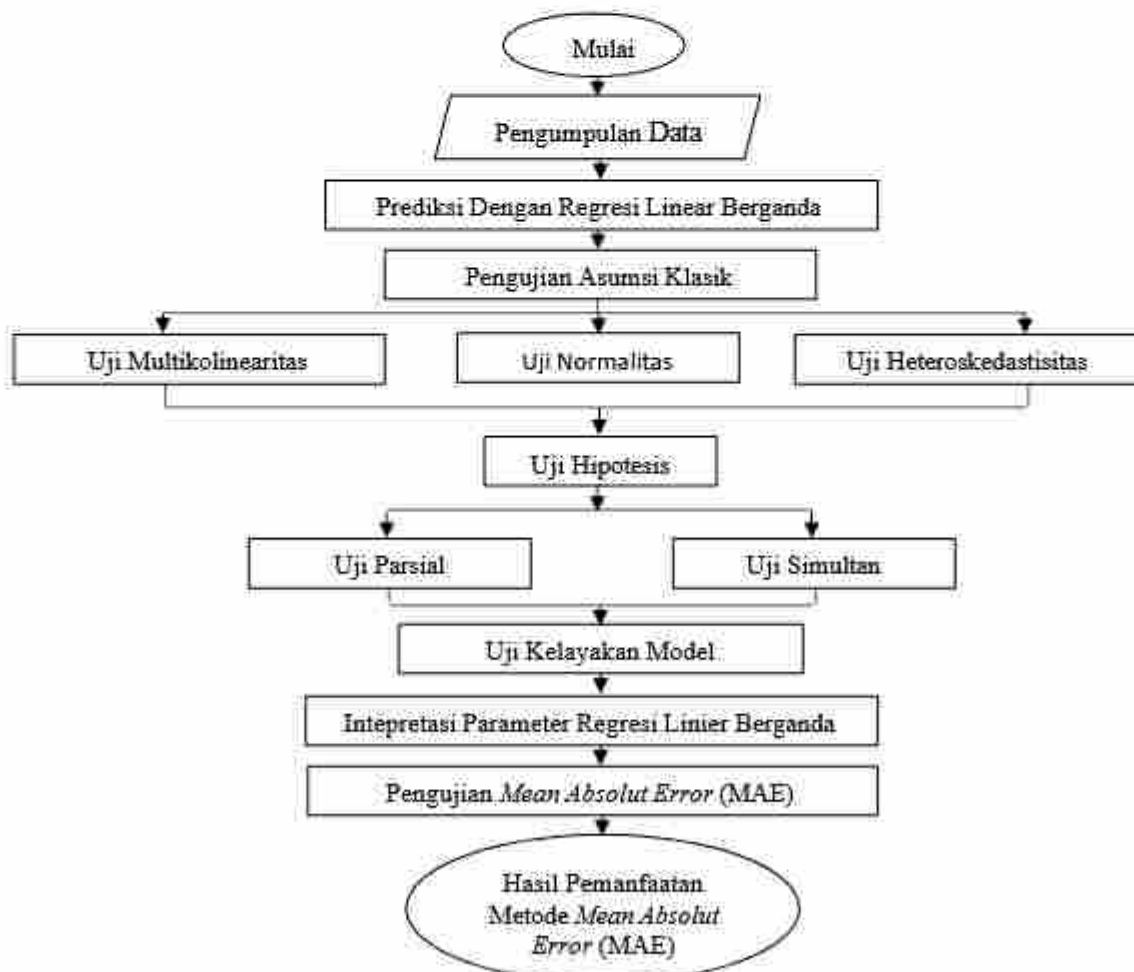 Mulai
Pengumpulan Data
Prediksi Dengan Regresi Linear Berganda
Pengujian Asumsi Klasik
Uji Multikolinearitas
Uji Normalitas
Uji Heteroskedastisitas
Uji Hipotesis
Uji Parsial
Uji Simultan
Uji Kelayakan Model
Intepretasi Parameter Regresi Linier Berganda
Pengujian Mean Absolut Error (MAE)
Hasil Pemanfaatan
Metode Mean Absolut
Error (MAE)